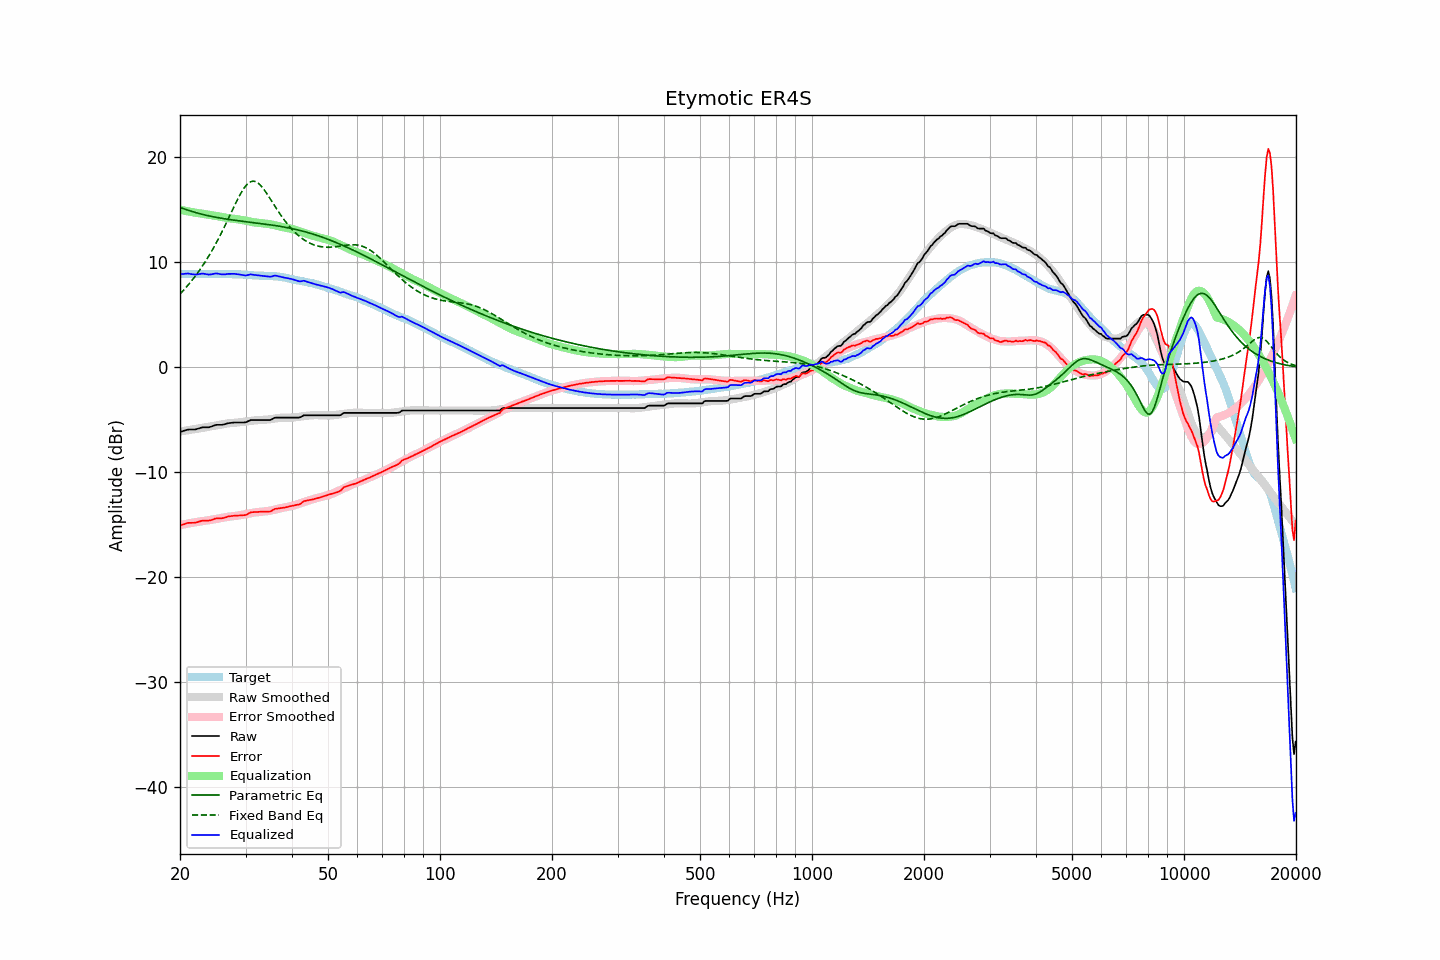 Etymotic ER4S
20
10
0
−10
−20
−30
−40
Amplitude (dBr)
Target
Raw Smoothed
Error Smoothed
Raw
Error
Equalization
Parametric Eq
Fixed Band Eq
Equalized
20 50 100 200 500 1000 2000 5000 10000 20000
Frequency (Hz)